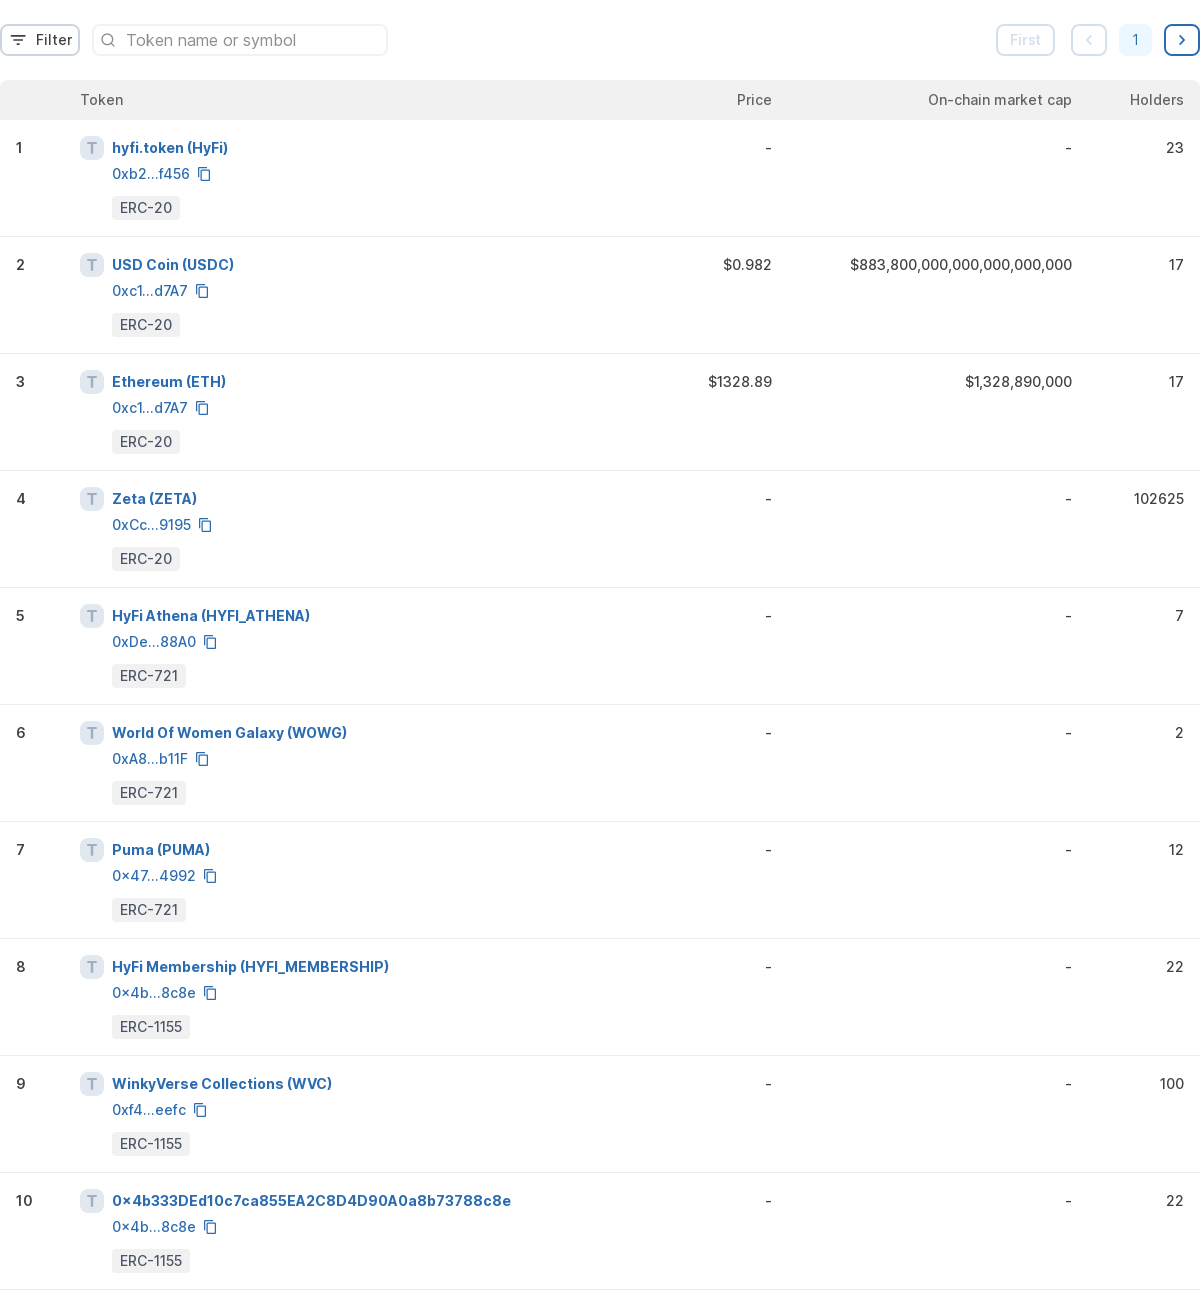 Filter
Token name or symbol
First
1
Token Price On-chain market cap Holders
1 T hyfi.token (HyFi) - - 23
0xb2...f456
ERC-20
2 T USD Coin (USDC) $0.982 $883,800,000,000,000,000,000 17
0xc1...d7A7
ERC-20
3 T Ethereum (ETH) $1328.89 $1,328,890,000 17
0xc1...d7A7
ERC-20
4 T Zeta (ZETA) - - 102625
0xCc...9195
ERC-20
5 T HyFi Athena (HYFI_ATHENA) - - 7
0xDe...88A0
ERC-721
6 T World Of Women Galaxy (WOWG) - - 2
0xA8...b11F
ERC-721
7 T Puma (PUMA) - - 12
0x47...4992
ERC-721
8 T HyFi Membership (HYFI_MEMBERSHIP) - - 22
0x4b...8c8e
ERC-1155
9 T WinkyVerse Collections (WVC) - - 100
0xf4...eefc
ERC-1155
10 T 0x4b333DEd10c7ca855EA2C8D4D90A0a8b73788c8e - - 22
0x4b...8c8e
ERC-1155